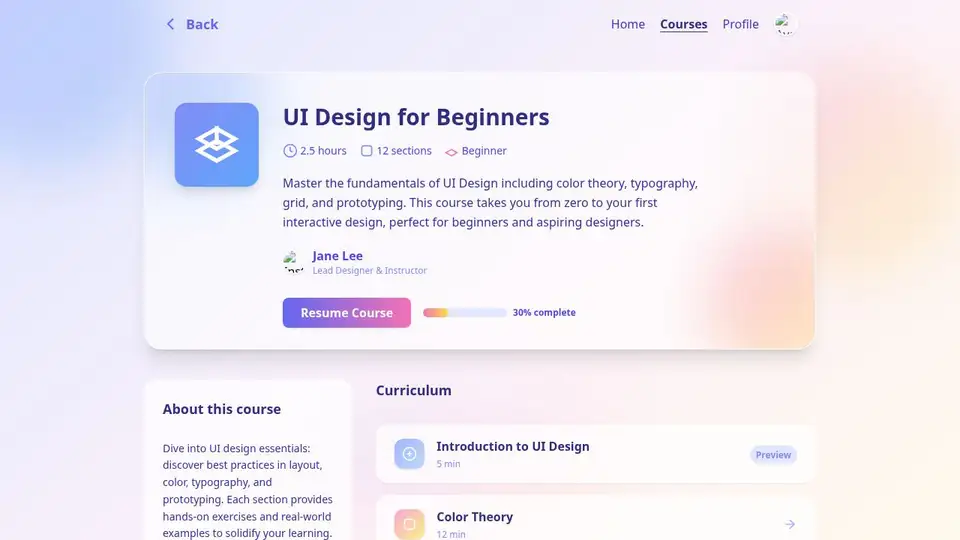 Back
Home
Courses
Profile
UI Design for Beginners
2.5 hours
12 sections
Beginner
Master the fundamentals of UI Design including color theory, typography,
grid, and prototyping. This course takes you from zero to your first
interactive design, perfect for beginners and aspiring designers.
Jane Lee
Lead Designer & Instructor
Resume Course
30% complete
About this course
Dive into UI design essentials:
discover best practices in layout,
color, typography, and
prototyping. Each section provides
hands-on exercises and real-world
examples to solidify your learning.
Curriculum
Introduction to UI Design
5 min
Preview
Color Theory
12 min